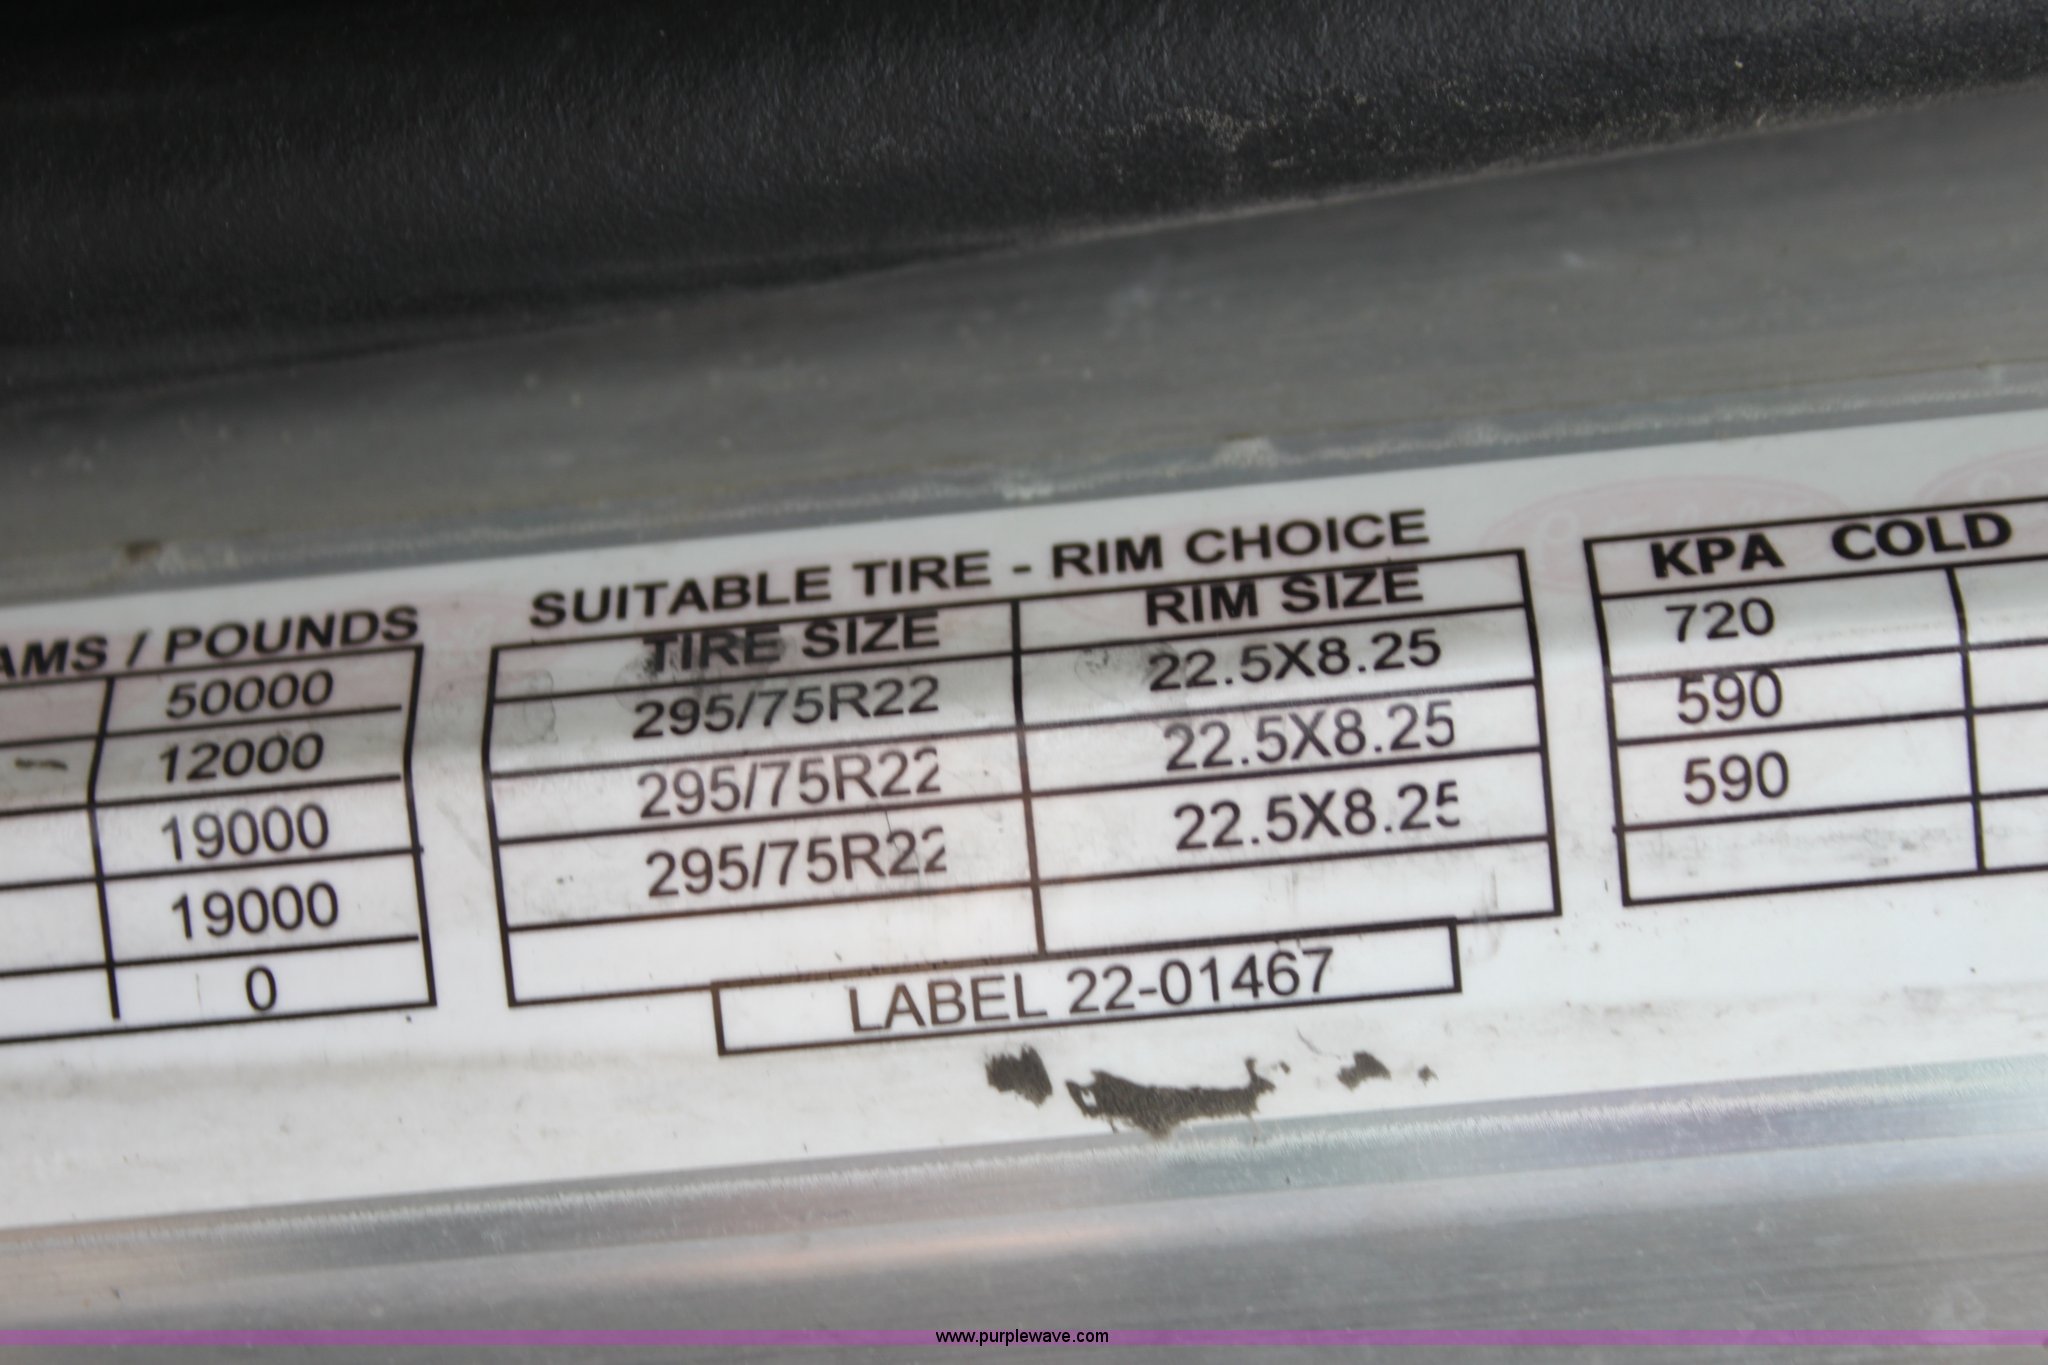 AMS / POUNDS
50000
12000
19000
19000
0
SUITABLE TIRE - RIM CHOICE
TIRE SIZE RIM SIZE
295/75R22 22.5X8.25
295/75R22 22.5X8.25
295/75R22 22.5X8.25
LABEL 22-01467
KPA COLD
720
590
590
www.purplewave.com